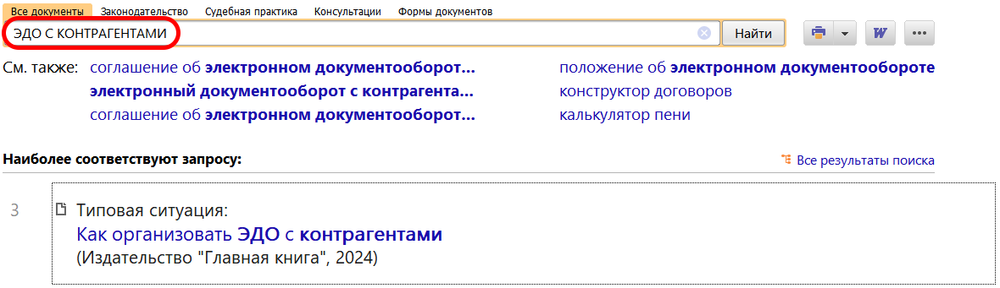 Все документы Законодательство Судебная практика Консультации Формы документов
ЭДО С КОНТРАГЕНТАМИ Найти W
См. также: соглашение об электронном документооборот... положение об электронном документообороте
электронный документооборот с контрагента... конструктор договоров
соглашение об электронном документооборот... калькулятор пени
Наиболее соответствуют запросу: Все результаты поиска
3 Типовая ситуация:
Как организовать ЭДО с контрагентами
(Издательство "Главная книга", 2024)